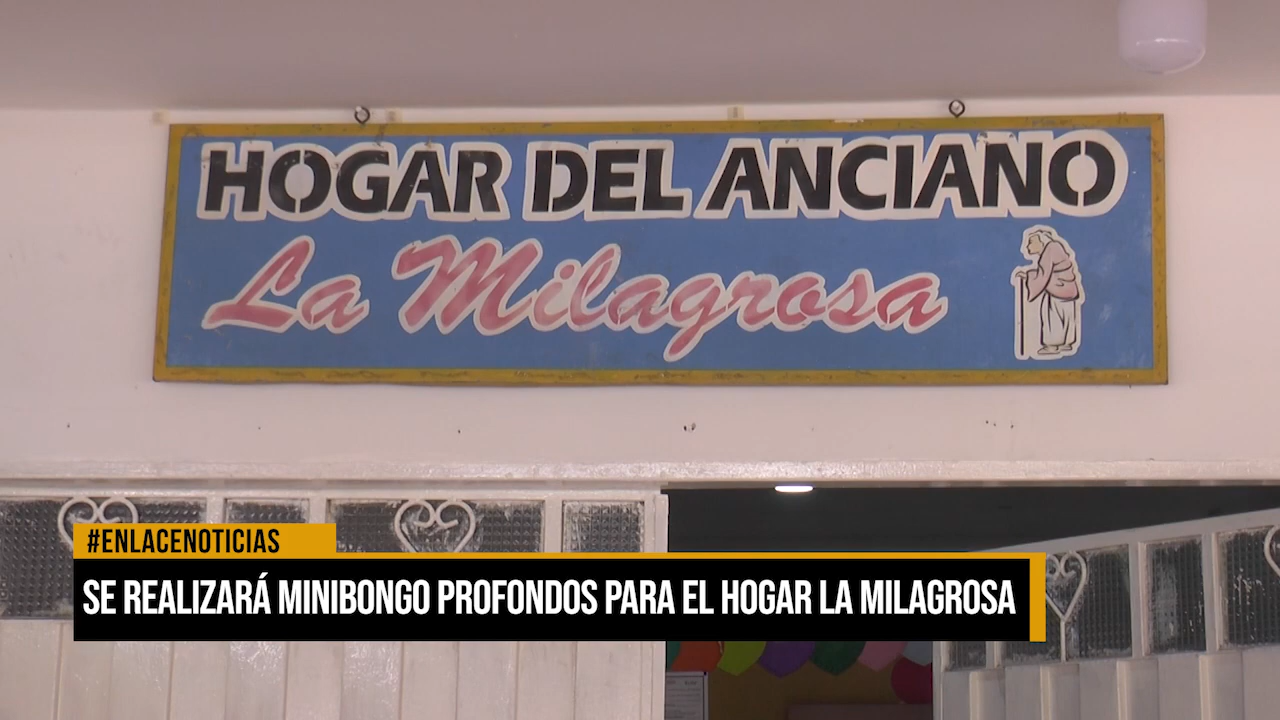 HOGAR DEL ANCIANO
La Milagrosa
#ENLACENOTICIAS
SE REALIZARÁ MINIBONGO PROFONDOS PARA EL HOGAR LA MILAGROSA